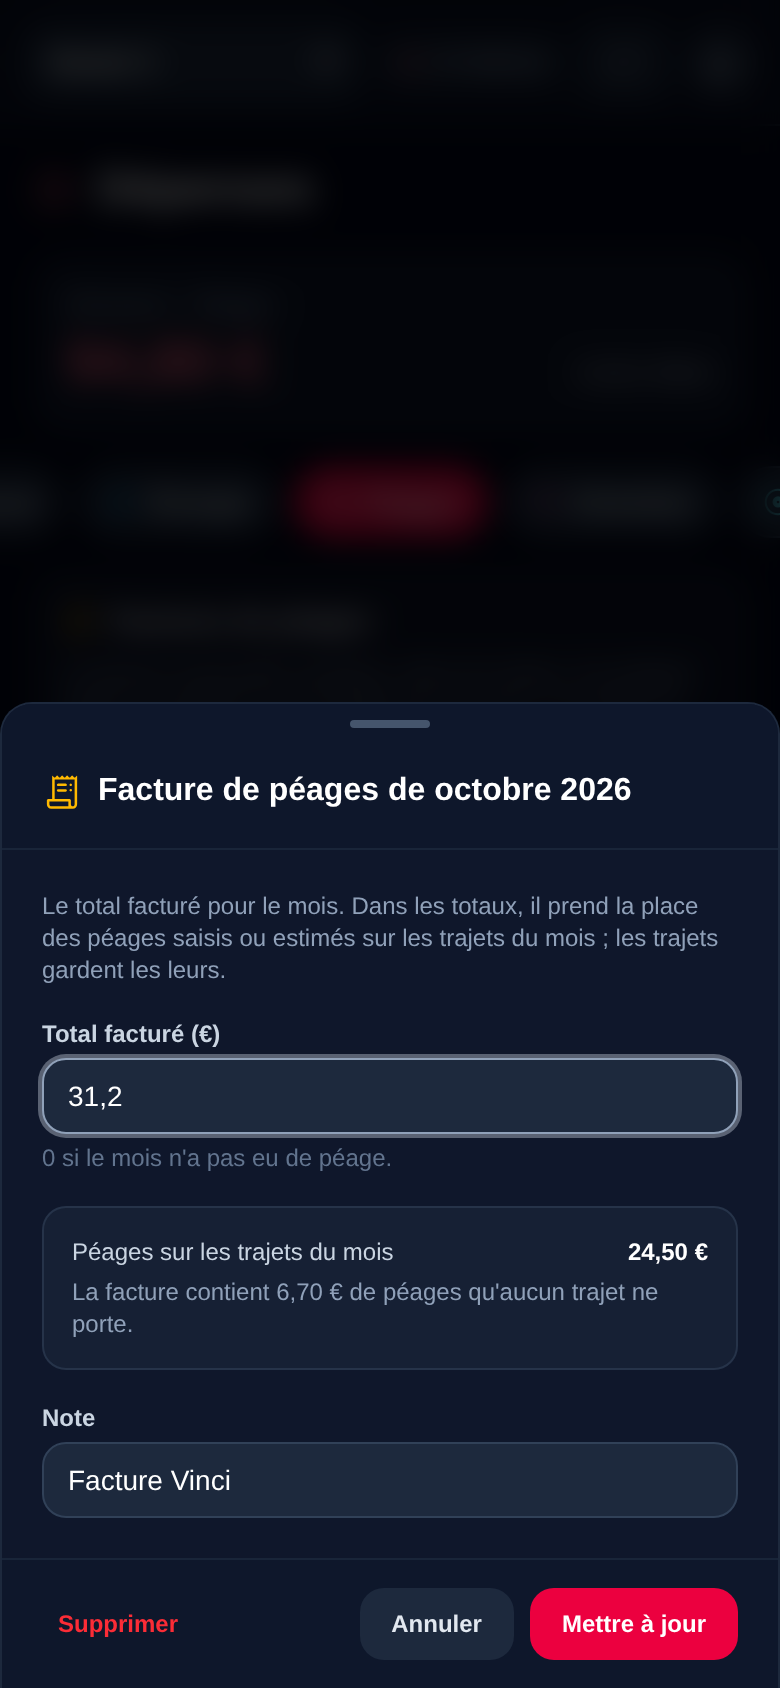 Facture de péages de octobre 2026
Le total facturé pour le mois. Dans les totaux, il prend la place
des péages saisis ou estimés sur les trajets du mois ; les trajets
gardent les leurs.
Total facturé (€)
31,2
0 si le mois n'a pas eu de péage.
Péages sur les trajets du mois 24,50 €
La facture contient 6,70 € de péages qu'aucun trajet ne
porte.
Note
Facture Vinci
Supprimer Annuler Mettre à jour